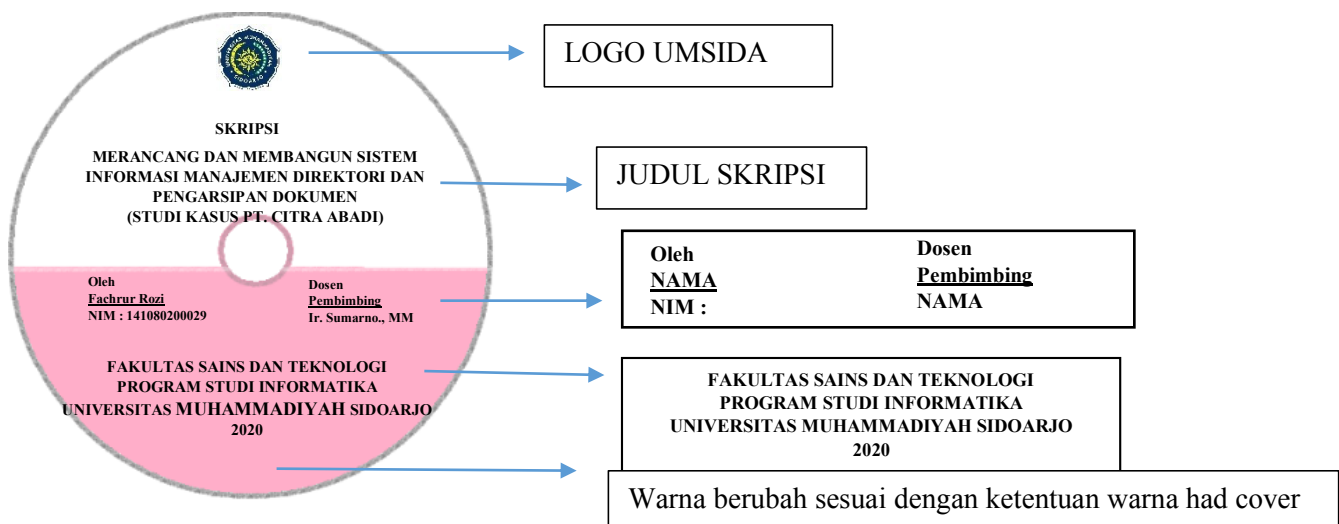 LOGO UMSIDA
SKRIPSI
MERANCANG DAN MEMBANGUN SISTEM
INFORMASI MANAJEMEN DIREKTORI DAN
PENGARSIPAN DOKUMEN
(STUDI KASUS PT. CITRA ABADI)
JUDUL SKRIPSI
Oleh
Fachrur Rozi
NIM : 141080200029
Dosen
Pembimbing
Ir. Sumarno., MM
Oleh
NAMA
NIM :
Dosen
Pembimbing
NAMA
FAKULTAS SAINS DAN TEKNOLOGI
PROGRAM STUDI INFORMATIKA
UNIVERSITAS MUHAMMADIYAH SIDOARJO
2020
FAKULTAS SAINS DAN TEKNOLOGI
PROGRAM STUDI INFORMATIKA
UNIVERSITAS MUHAMMADIYAH SIDOARJO
2020
Warna berubah sesuai dengan ketentuan warna had cover